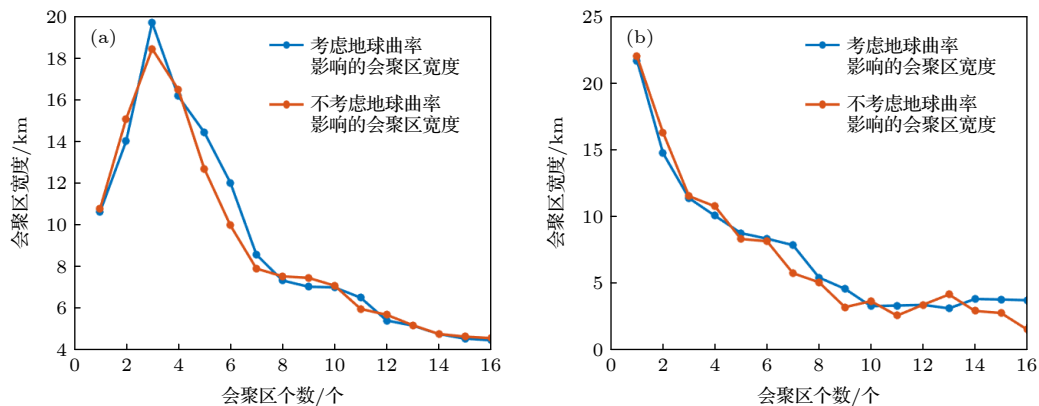 (a)
考虑地球曲率
影响的会聚区宽度
不考虑地球曲率
影响的会聚区宽度
20
18
16
14
12
10
8
6
4
会聚区宽度/km
0 2 4 6 8 10 12 14 16
会聚区个数/个
(b)
考虑地球曲率
影响的会聚区宽度
不考虑地球曲率
影响的会聚区宽度
25
20
15
10
5
0
会聚区宽度/km
0 2 4 6 8 10 12 14 16
会聚区个数/个